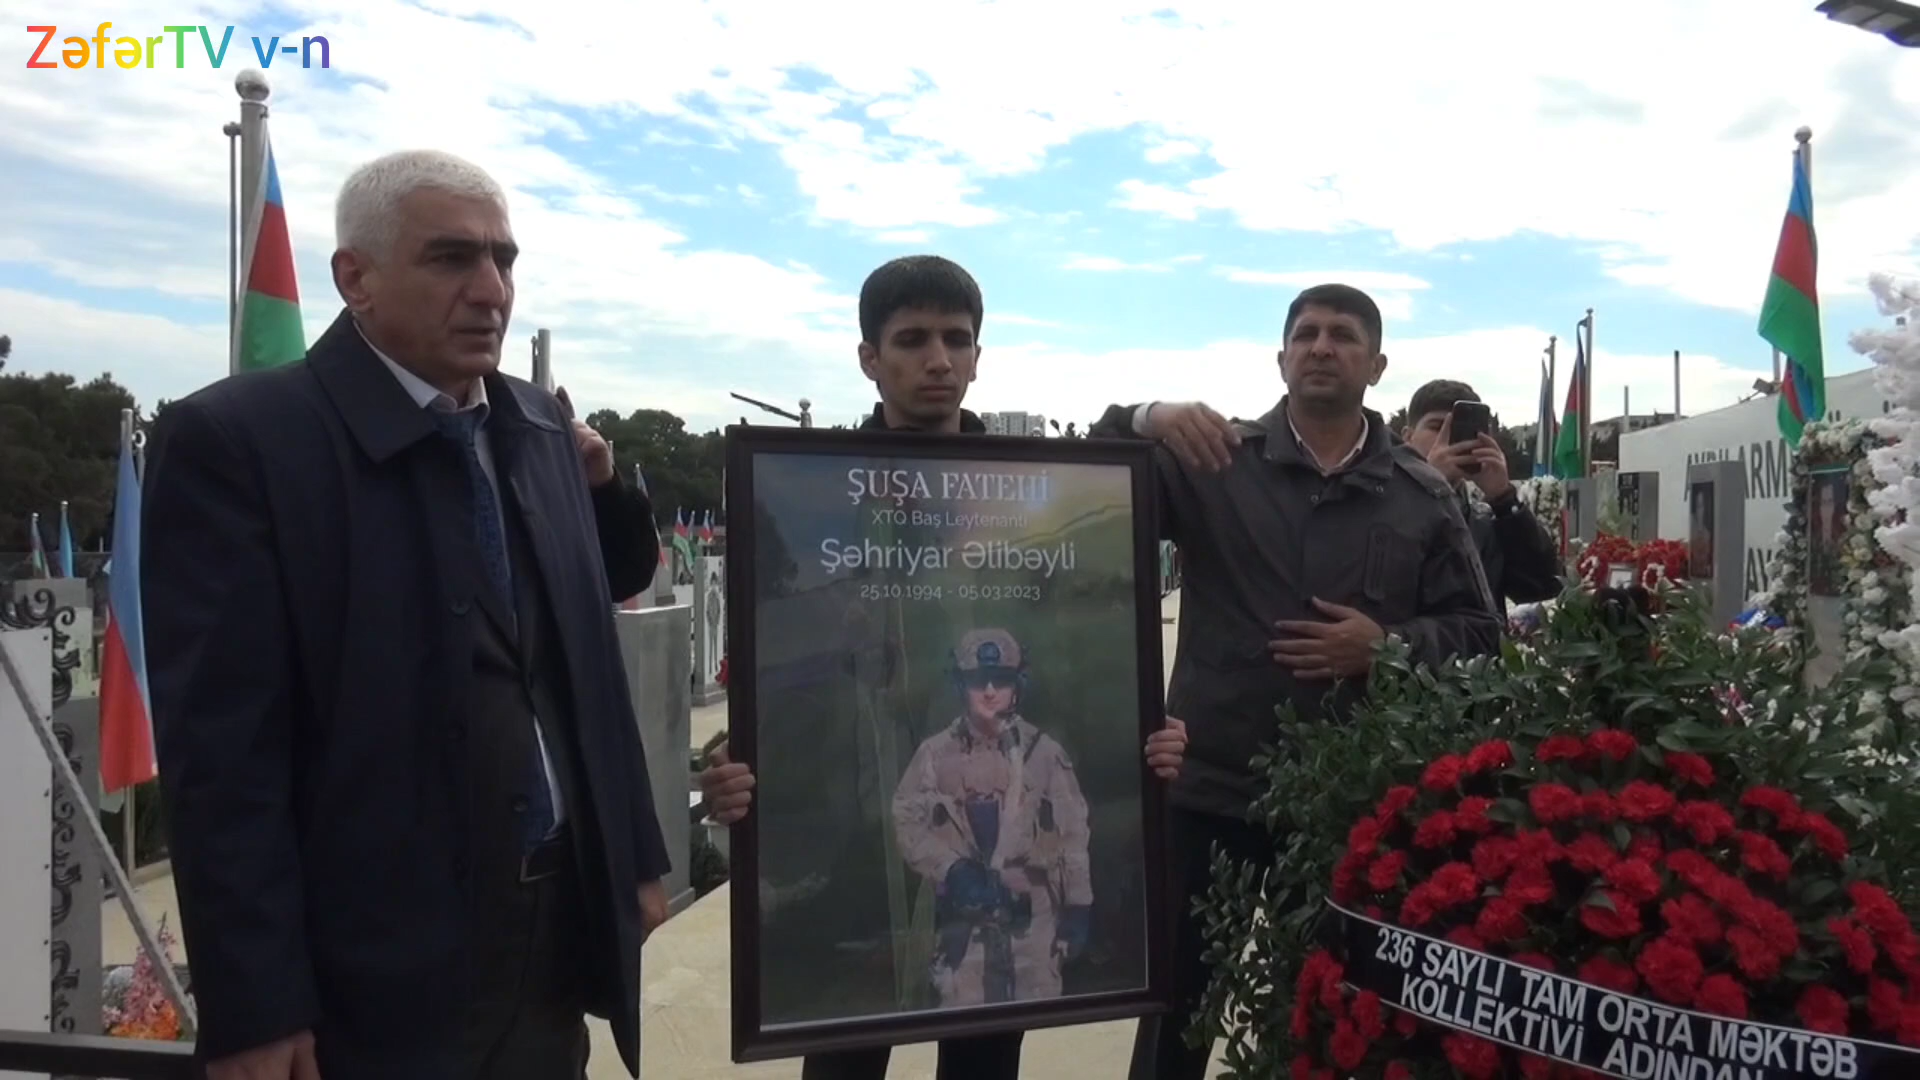 ZəfərTV v-n
ŞUŞA FATEHİ
XTQ Baş Leytenantı
Şəhriyar Əlibəyli
25.10.1994 - 05.03.2023
236 SAYLI TAM ORTA MƏKTƏB
KOLLEKTİVİ ADINDAN